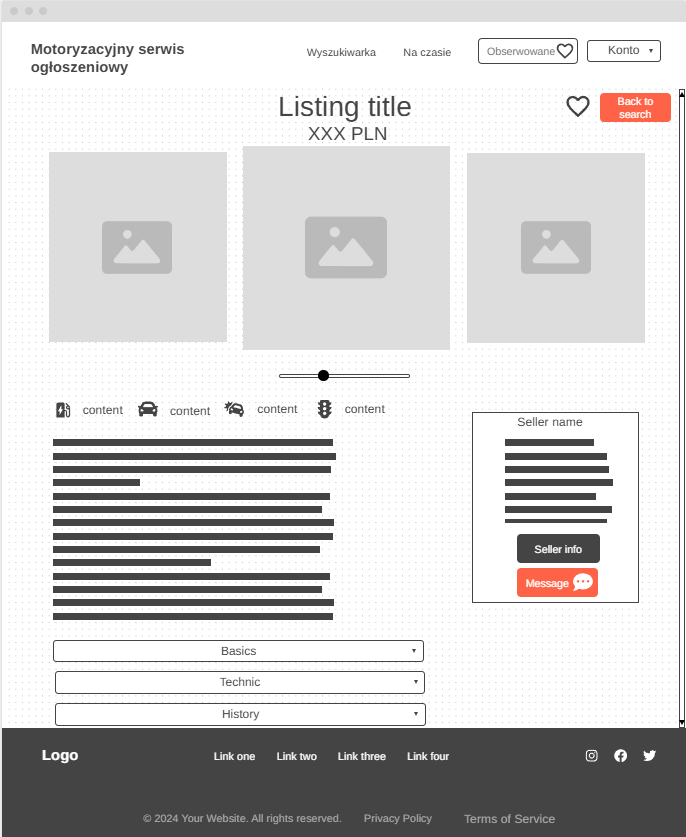 Motoryzacyjny serwis
ogłoszeniowy
Wyszukiwarka
Na czasie
Obserwowane
Konto
Listing title
XXX PLN
Back to
search
content
content
content
content
Seller name
Seller info
Message
Basics
Technic
History
Logo
Link one
Link two
Link three
Link four
© 2024 Your Website. All rights reserved.
Privacy Policy
Terms of Service